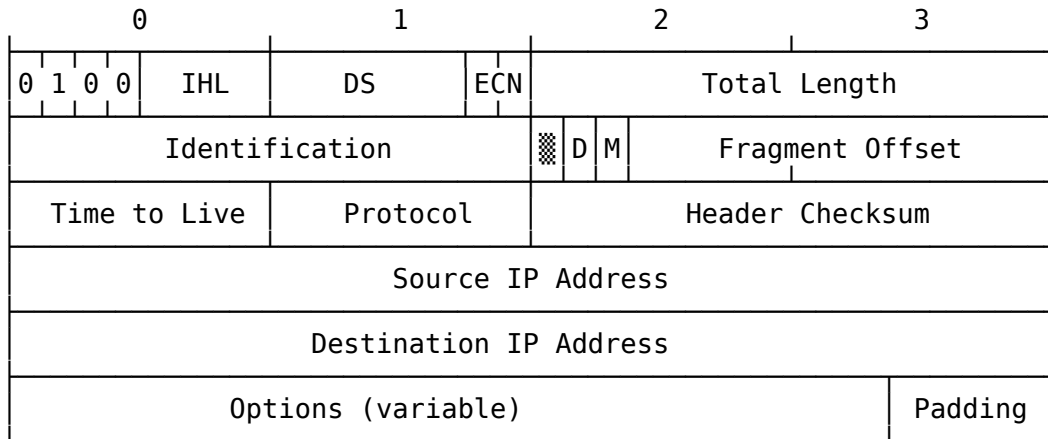 0 1 2 3
0 1 0 0 IHL DS ECN Total Length
Identification D M Fragment Offset
Time to Live Protocol Header Checksum
Source IP Address
Destination IP Address
Options (variable) Padding